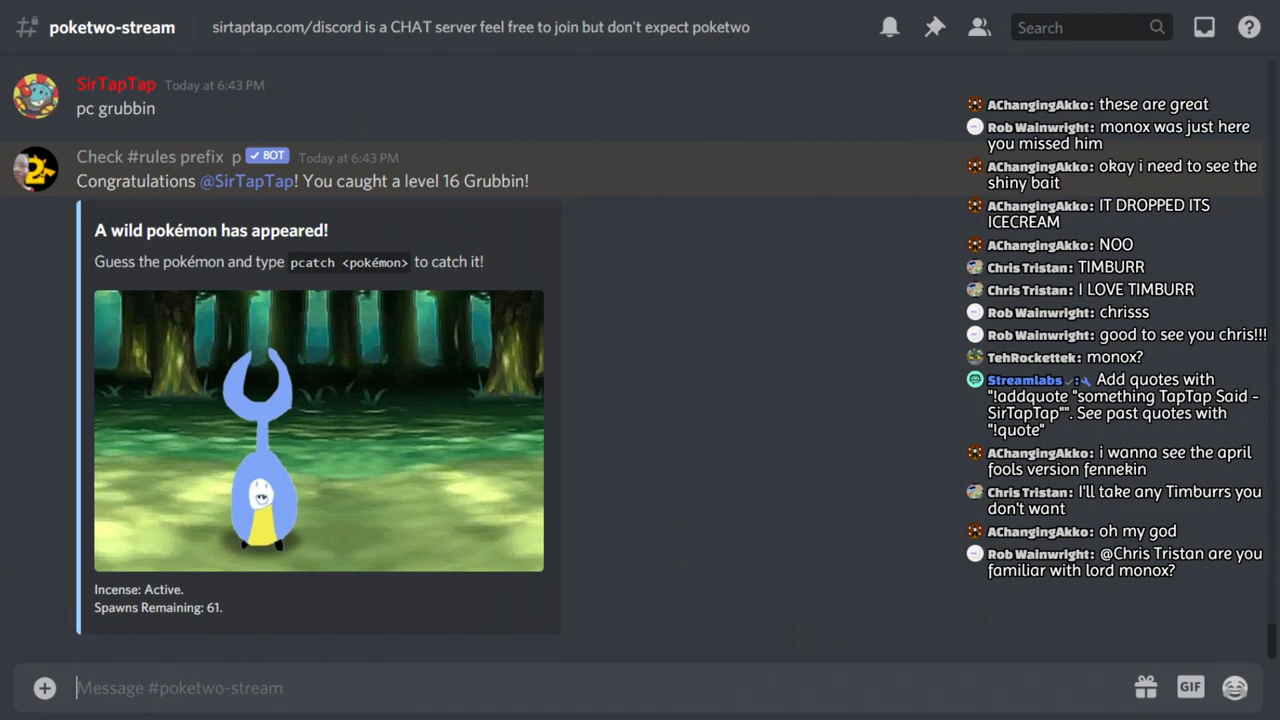 poketwo-stream
sirtaptap.com/discord is a CHAT server feel free to join but don't expect poketwo
Search
SirTapTap Today at 6:43 PM
pc grubbin
Check #rules prefix p ✓ BOT Today at 6:43 PM
Congratulations @SirTapTap! You caught a level 16 Grubbin!
A wild pokémon has appeared!
Guess the pokémon and type pcatch <pokémon> to catch it!
Incense: Active.
Spawns Remaining: 61.
Message #poketwo-stream
GIF
AChangingAkko: these are great
Rob Wainwright: monox was just here
you missed him
AChangingAkko: okay i need to see the
shiny bait
AChangingAkko: IT DROPPED ITS
ICECREAM
AChangingAkko: NOO
Chris Tristan: TIMBURR
Chris Tristan: I LOVE TIMBURR
Rob Wainwright: chrisss
Rob Wainwright: good to see you chris!!!
TehRockettek: monox?
Streamlabs : Add quotes with
"!addquote "something TapTap Said -
SirTapTap"". See past quotes with
"!quote"
AChangingAkko: i wanna see the april
fools version fennekin
Chris Tristan: I'll take any Timburrs you
don't want
AChangingAkko: oh my god
Rob Wainwright: @Chris Tristan are you
familiar with lord monox?